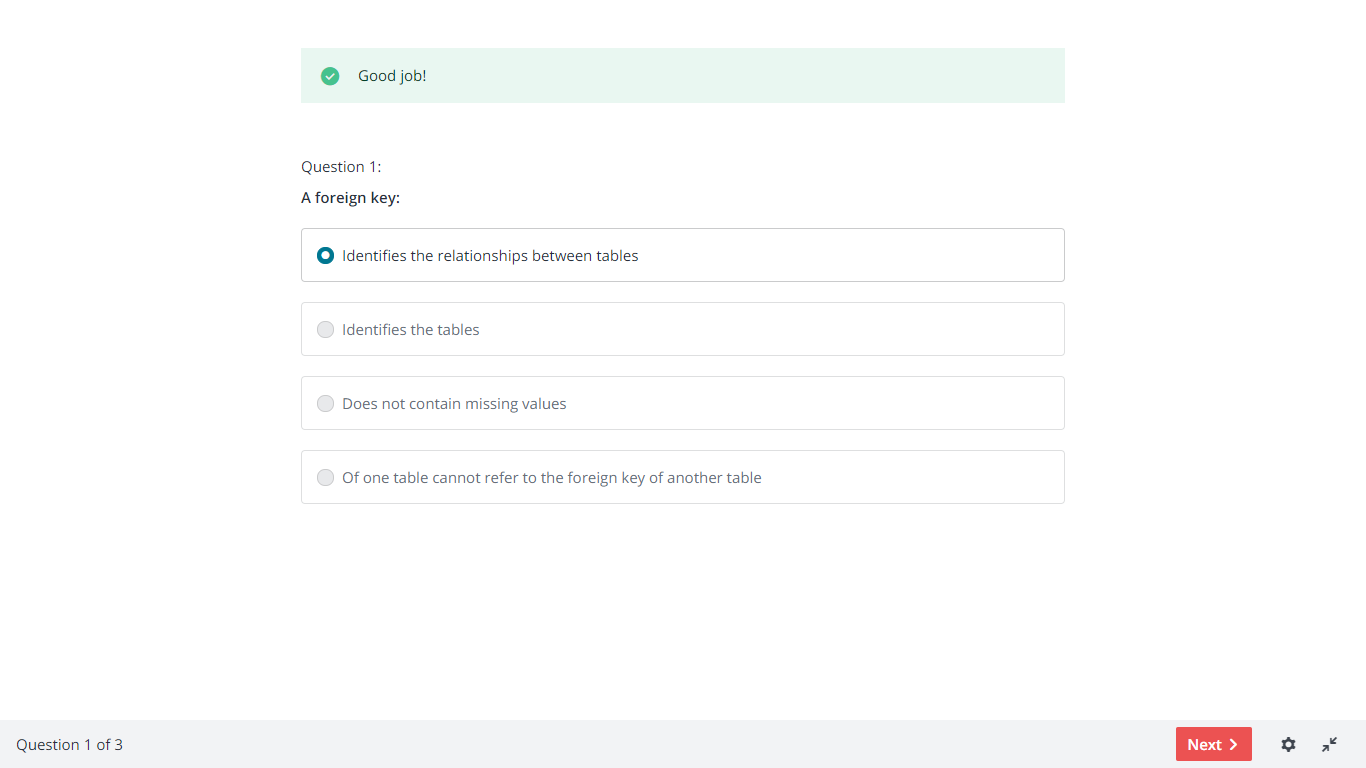 Good job!
Question 1:
A foreign key:
Identifies the relationships between tables
Identifies the tables
Does not contain missing values
Of one table cannot refer to the foreign key of another table
Question 1 of 3
Next